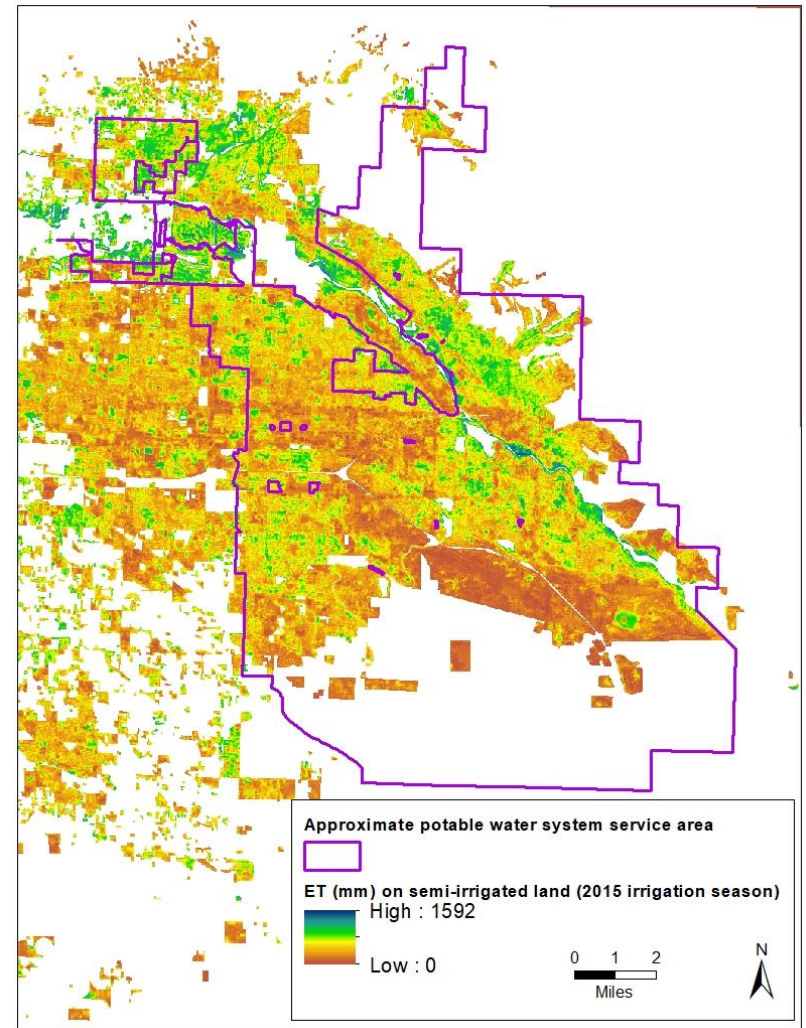 Approximate potable water system service area
ET (mm) on semi-irrigated land (2015 irrigation season)
High : 1592
Low : 0
0 1 2
Miles
N